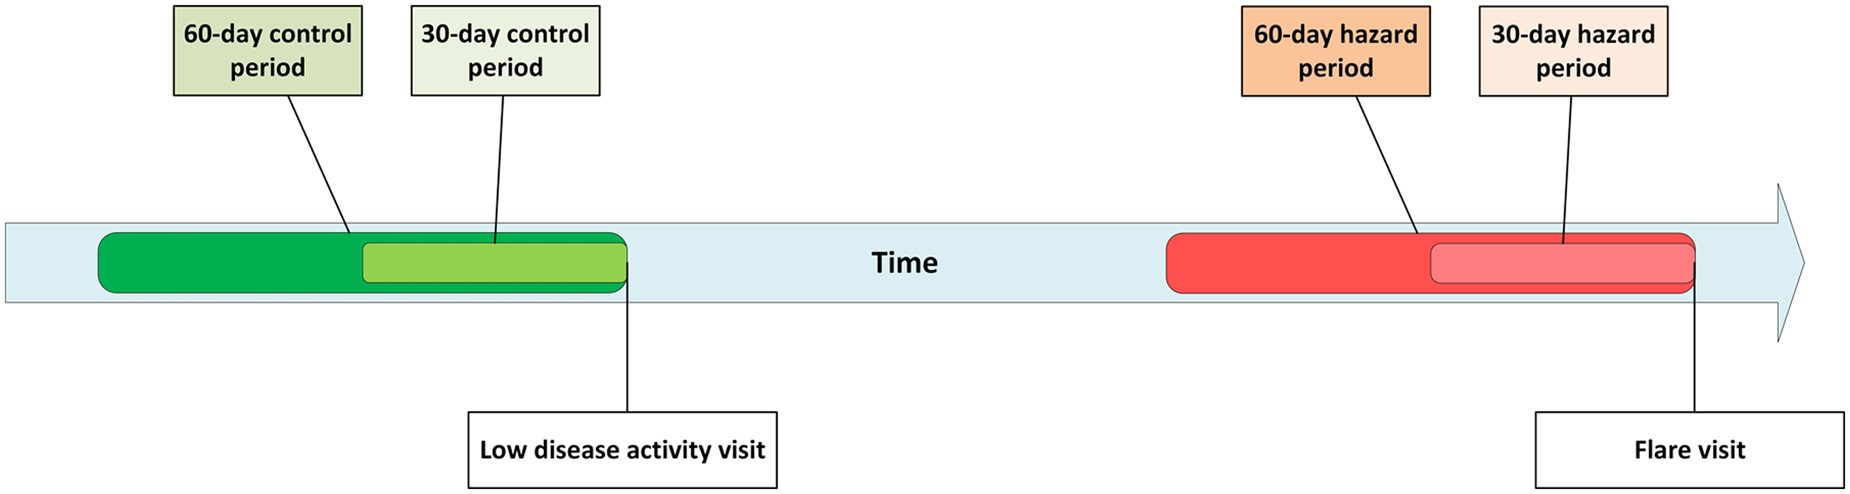 60-day control
period
30-day control
period
60-day hazard
period
30-day hazard
period
Time
Low disease activity visit
Flare visit